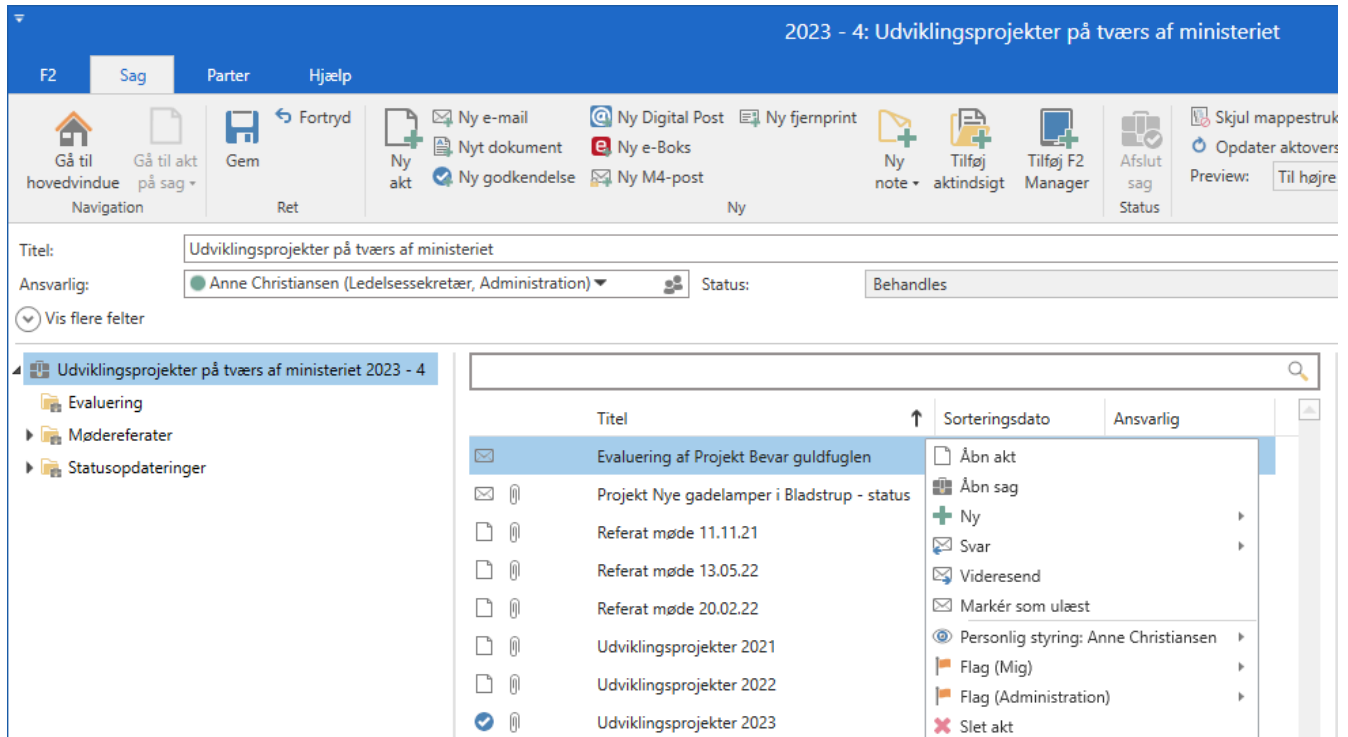 2023 - 4: Udviklingsprojekter på tværs af ministeriet
F2 Sag Parter Hjælp
Gå til hovedvindue
Gå til akt på sag
Navigation
Gem
Fortryd
Ret
Ny akt
Ny e-mail
Nyt dokument
Ny godkendelse
Ny Digital Post
Ny e-Boks
Ny M4-post
Ny fjernprint
Ny note
Tilføj aktindsigt
Tilføj F2 Manager
Ny
Afslut sag
Status
Skjul mappestruk
Opdater aktovers
Preview: Til højre
Titel: Udviklingsprojekter på tværs af ministeriet
Ansvarlig: Anne Christiansen (Ledelsessekretær, Administration) Status: Behandles
Vis flere felter
Udviklingsprojekter på tværs af ministeriet 2023 - 4
Evaluering
Mødereferater
Statusopdateringer
Titel Sorteringsdato Ansvarlig
Evaluering af Projekt Bevar guldfuglen
Projekt Nye gadelamper i Bladstrup - status
Referat møde 11.11.21
Referat møde 13.05.22
Referat møde 20.02.22
Udviklingsprojekter 2021
Udviklingsprojekter 2022
Udviklingsprojekter 2023
Åbn akt
Åbn sag
Ny
Svar
Videresend
Markér som ulæst
Personlig styring: Anne Christiansen
Flag (Mig)
Flag (Administration)
Slet akt